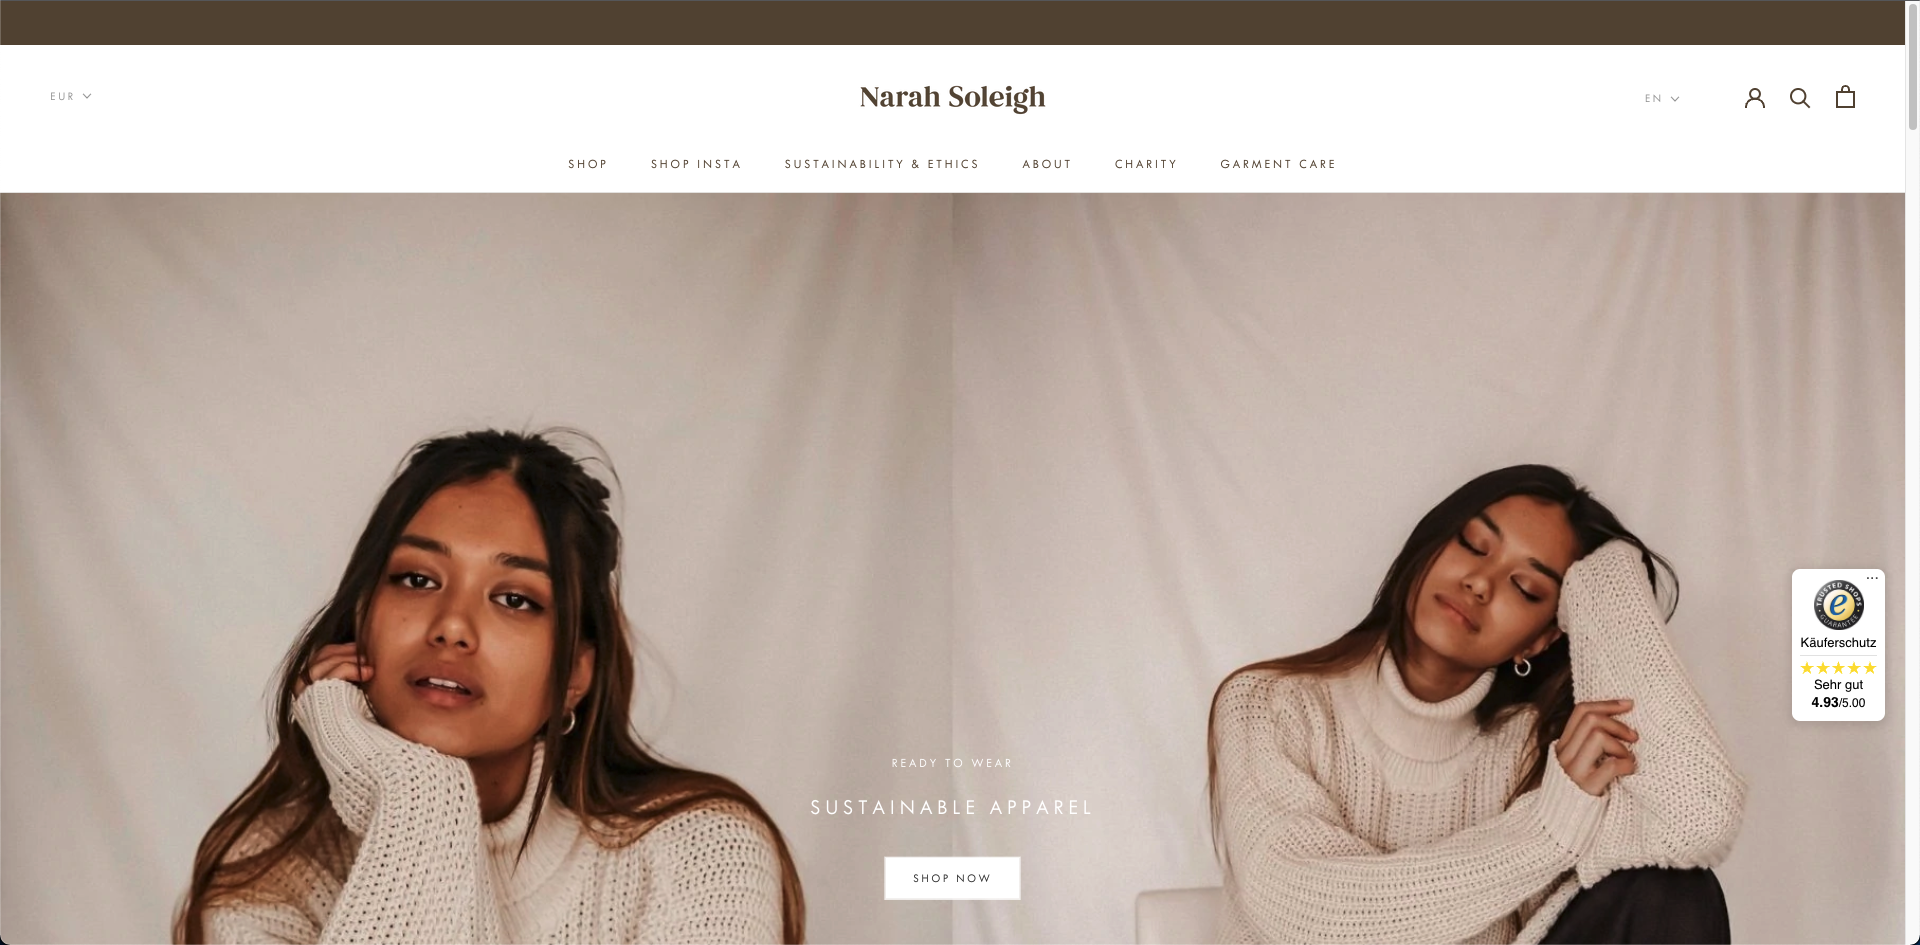 EUR
Narah Soleigh
EN
SHOP
SHOP INSTA
SUSTAINABILITY & ETHICS
ABOUT
CHARITY
GARMENT CARE
READY TO WEAR
SUSTAINABLE APPAREL
SHOP NOW
...
TRUSTED SHOPS
e
GUARANTEE
Käuferschutz
Sehr gut
4.93/5.00